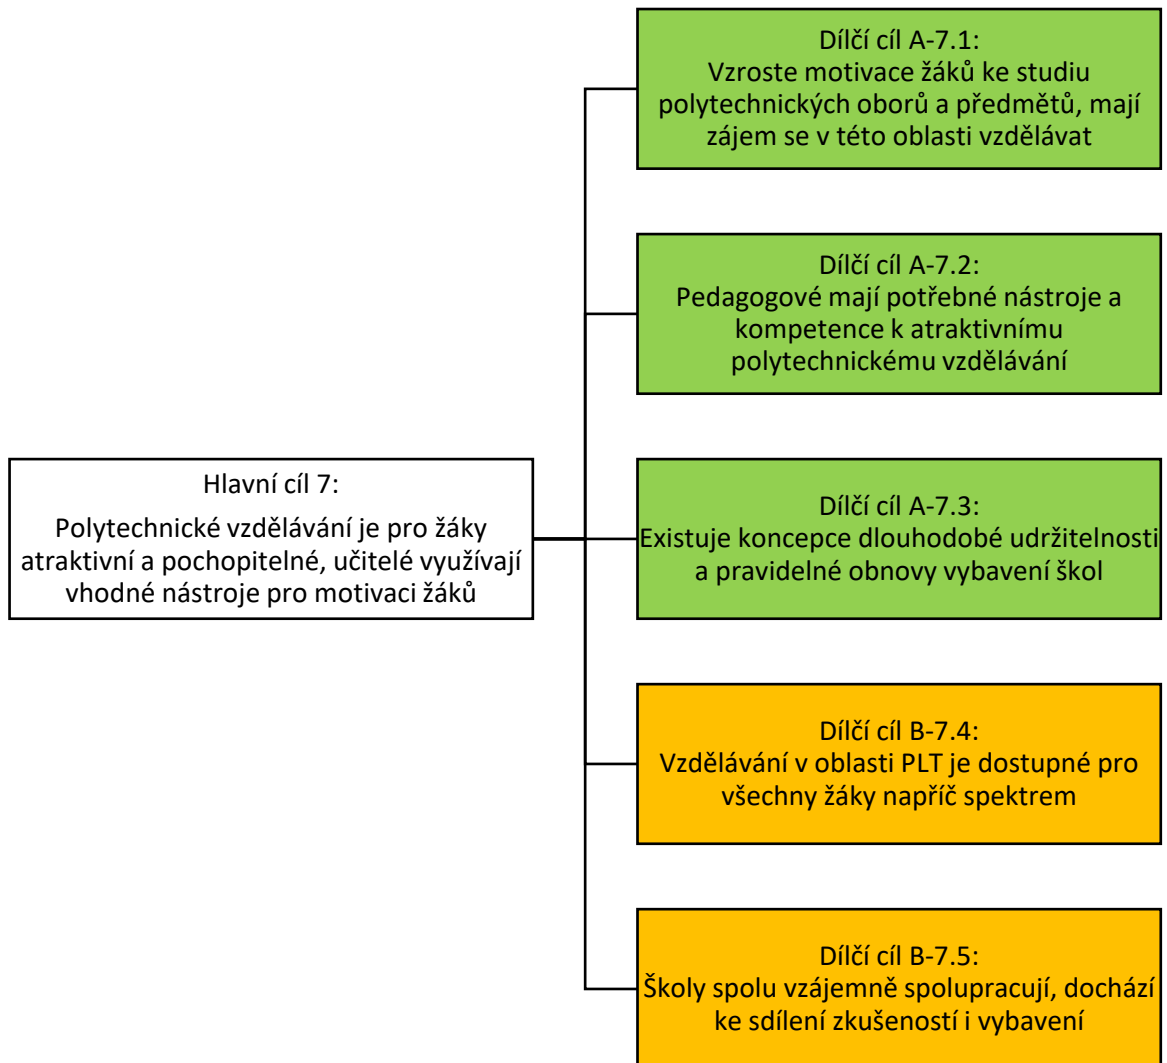 Dílčí cíl A-7.1:
Vzroste motivace žáků ke studiu
polytechnických oborů a předmětů, mají
zájem se v této oblasti vzdělávat
Dílčí cíl A-7.2:
Pedagogové mají potřebné nástroje a
kompetence k atraktivnímu
polytechnickému vzdělávání
Hlavní cíl 7:
Polytechnické vzdělávání je pro žáky
atraktivní a pochopitelné, učitelé využívají
vhodné nástroje pro motivaci žáků
Dílčí cíl A-7.3:
Existuje koncepce dlouhodobé udržitelnosti
a pravidelné obnovy vybavení škol
Dílčí cíl B-7.4:
Vzdělávání v oblasti PLT je dostupné pro
všechny žáky napříč spektrem
Dílčí cíl B-7.5:
Školy spolu vzájemně spolupracují, dochází
ke sdílení zkušeností i vybavení